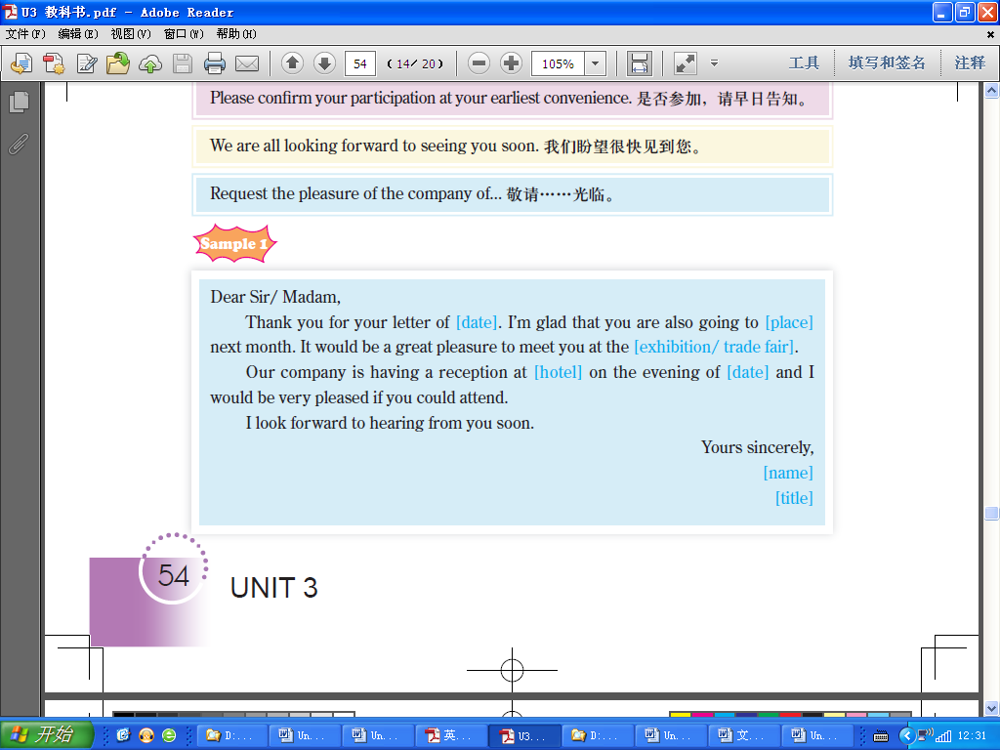 U3 教科书.pdf - Adobe Reader
文件(F) 编辑(E) 视图(V) 窗口(W) 帮助(H)
54 (14/20) 105% 工具 填写和签名 注释
Please confirm your participation at your earliest convenience. 是否参加，请早日告知。
We are all looking forward to seeing you soon. 我们盼望很快见到您。
Request the pleasure of the company of... 敬请……光临。
Sample 1
Dear Sir/ Madam,
Thank you for your letter of [date]. I'm glad that you are also going to [place]
next month. It would be a great pleasure to meet you at the [exhibition/ trade fair].
Our company is having a reception at [hotel] on the evening of [date] and I
would be very pleased if you could attend.
I look forward to hearing from you soon.
Yours sincerely,
[name]
[title]
54 UNIT 3
开始 D:... Un... Un... 英... U3... D:... Un... 文... Un... 12:31